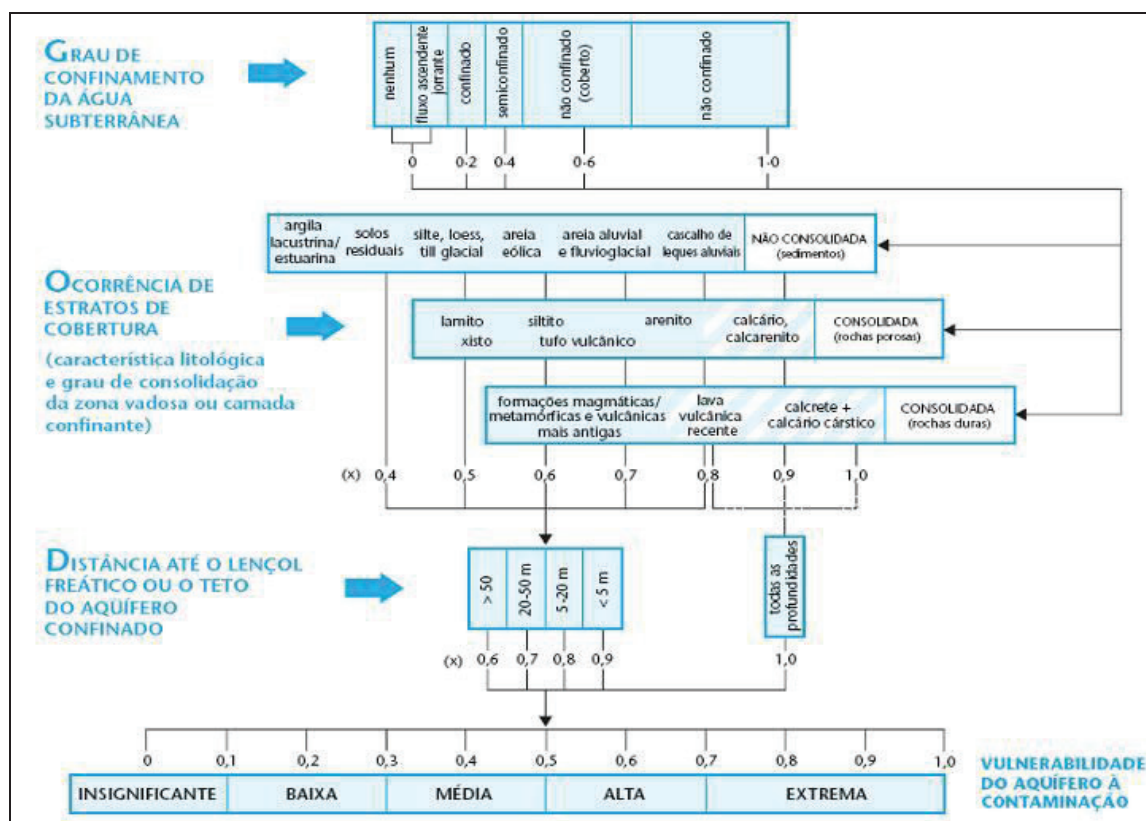 GRAU DE
CONFINAMENTO
DA ÁGUA
SUBTERRÂNEA
nenhum
fluxo ascendente
jorrante
confinado
semiconfinado
não confinado
(coberto)
não confinado
0
0·2
0·4
0·6
1·0
OCORRÊNCIA DE
ESTRATOS DE
COBERTURA
(característica litológica
e grau de consolidação
da zona vadosa ou camada
confinante)
argila
lacustrina/
estuarina
solos
residuais
silte, loess,
till glacial
areia
eólica
areia aluvial
e fluvioglacial
cascalho de
leques aluviais
NÃO CONSOLIDADA
(sedimentos)
lamito
xisto
siltito
tufo vulcânico
arenito
calcário,
calcarenito
CONSOLIDADA
(rochas porosas)
formações magmáticas/
metamórficas e vulcânicas
mais antigas
lava
vulcânica
recente
calcrete +
calcário cárstico
CONSOLIDADA
(rochas duras)
(x) 0,4 0,5 0,6 0,7 0,8 0,9 1,0
DISTÂNCIA ATÉ O LENÇOL
FREÁTICO OU O TETO
DO AQÜÍFERO
CONFINADO
> 50
20-50 m
5-20 m
< 5 m
todas as
profundidades
(x) 0,6 0,7 0,8 0,9 1,0
0 0,1 0,2 0,3 0,4 0,5 0,6 0,7 0,8 0,9 1,0
INSIGNIFICANTE BAIXA MÉDIA ALTA EXTREMA
VULNERABILIDADE
DO AQÜÍFERO À
CONTAMINAÇÃO